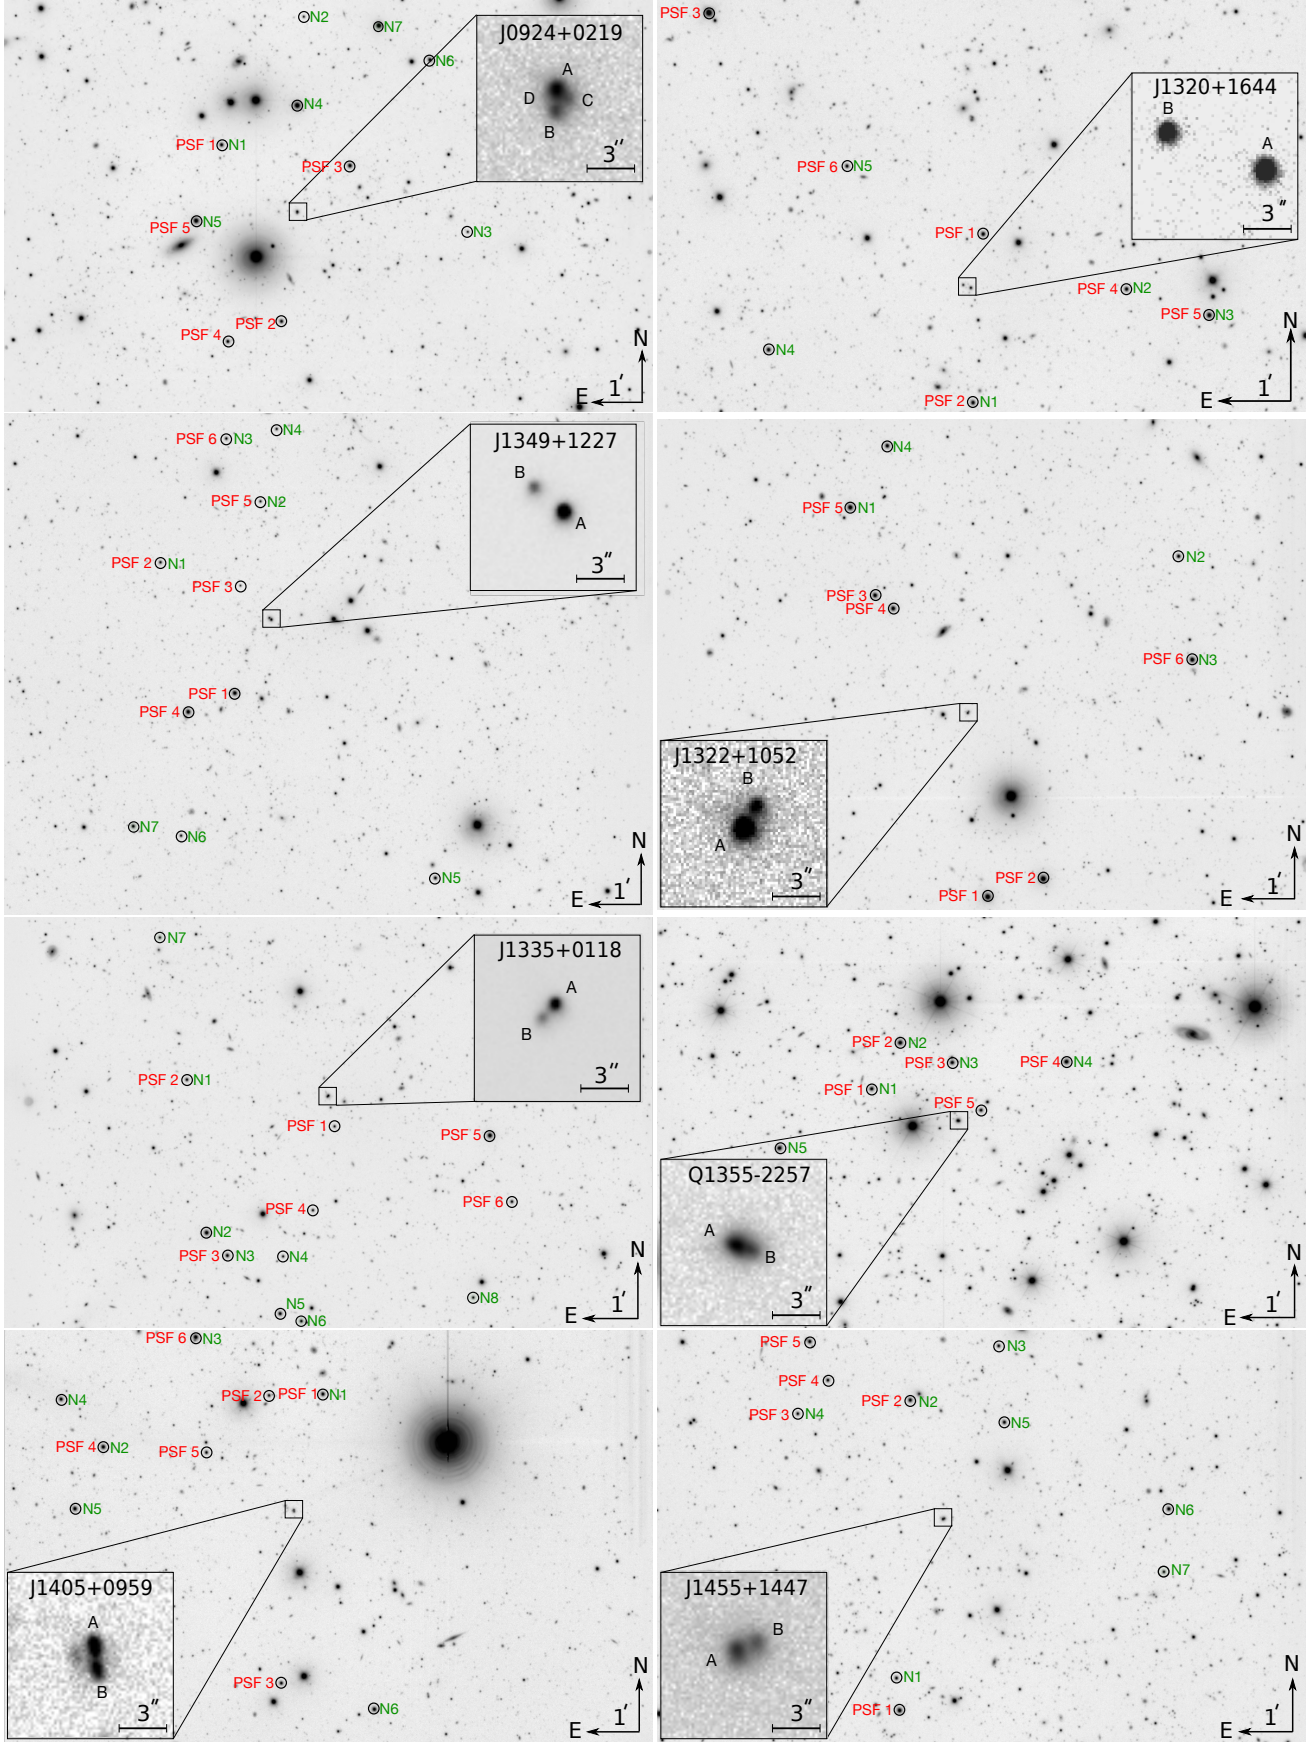 N2
N7
J0924+0219
N6
A
D
C
B
3″
N4
PSF 1 N1
PSF 3
PSF 5 N5
N3
PSF 2
PSF 4
N
E
1′
PSF 3
J1320+1644
B
A
3″
PSF 6 N5
PSF 1
PSF 4 N2
PSF 5 N3
N4
PSF 2 N1
N
E
1′
N4
PSF 6 N3
J1349+1227
B
A
3″
PSF 5 N2
PSF 2 N1
PSF 3
PSF 1
PSF 4
N7
N6
N5
N
E
1′
N4
PSF 5 N1
N2
PSF 3
PSF 4
PSF 6 N3
J1322+1052
B
A
3″
PSF 2
PSF 1
N
E
1′
N7
J1335+0118
A
B
3″
PSF 2 N1
PSF 1
PSF 5
PSF 6
PSF 4
N2
PSF 3 N3
N4
N5
N6
N8
N
E
1′
PSF 2 N2
PSF 3 N3
PSF 4 N4
PSF 1 N1
PSF 5
N5
Q1355-2257
A
B
3″
N
E
1′
PSF 6 N3
PSF 2
PSF 1 N1
N4
PSF 4 N2
PSF 5
N5
J1405+0959
A
B
3″
PSF 3
N6
N
E
1′
PSF 5
N3
PSF 4
PSF 2 N2
PSF 3 N4
N5
N6
N7
J1455+1447
B
A
3″
N1
PSF 1
N
E
1′